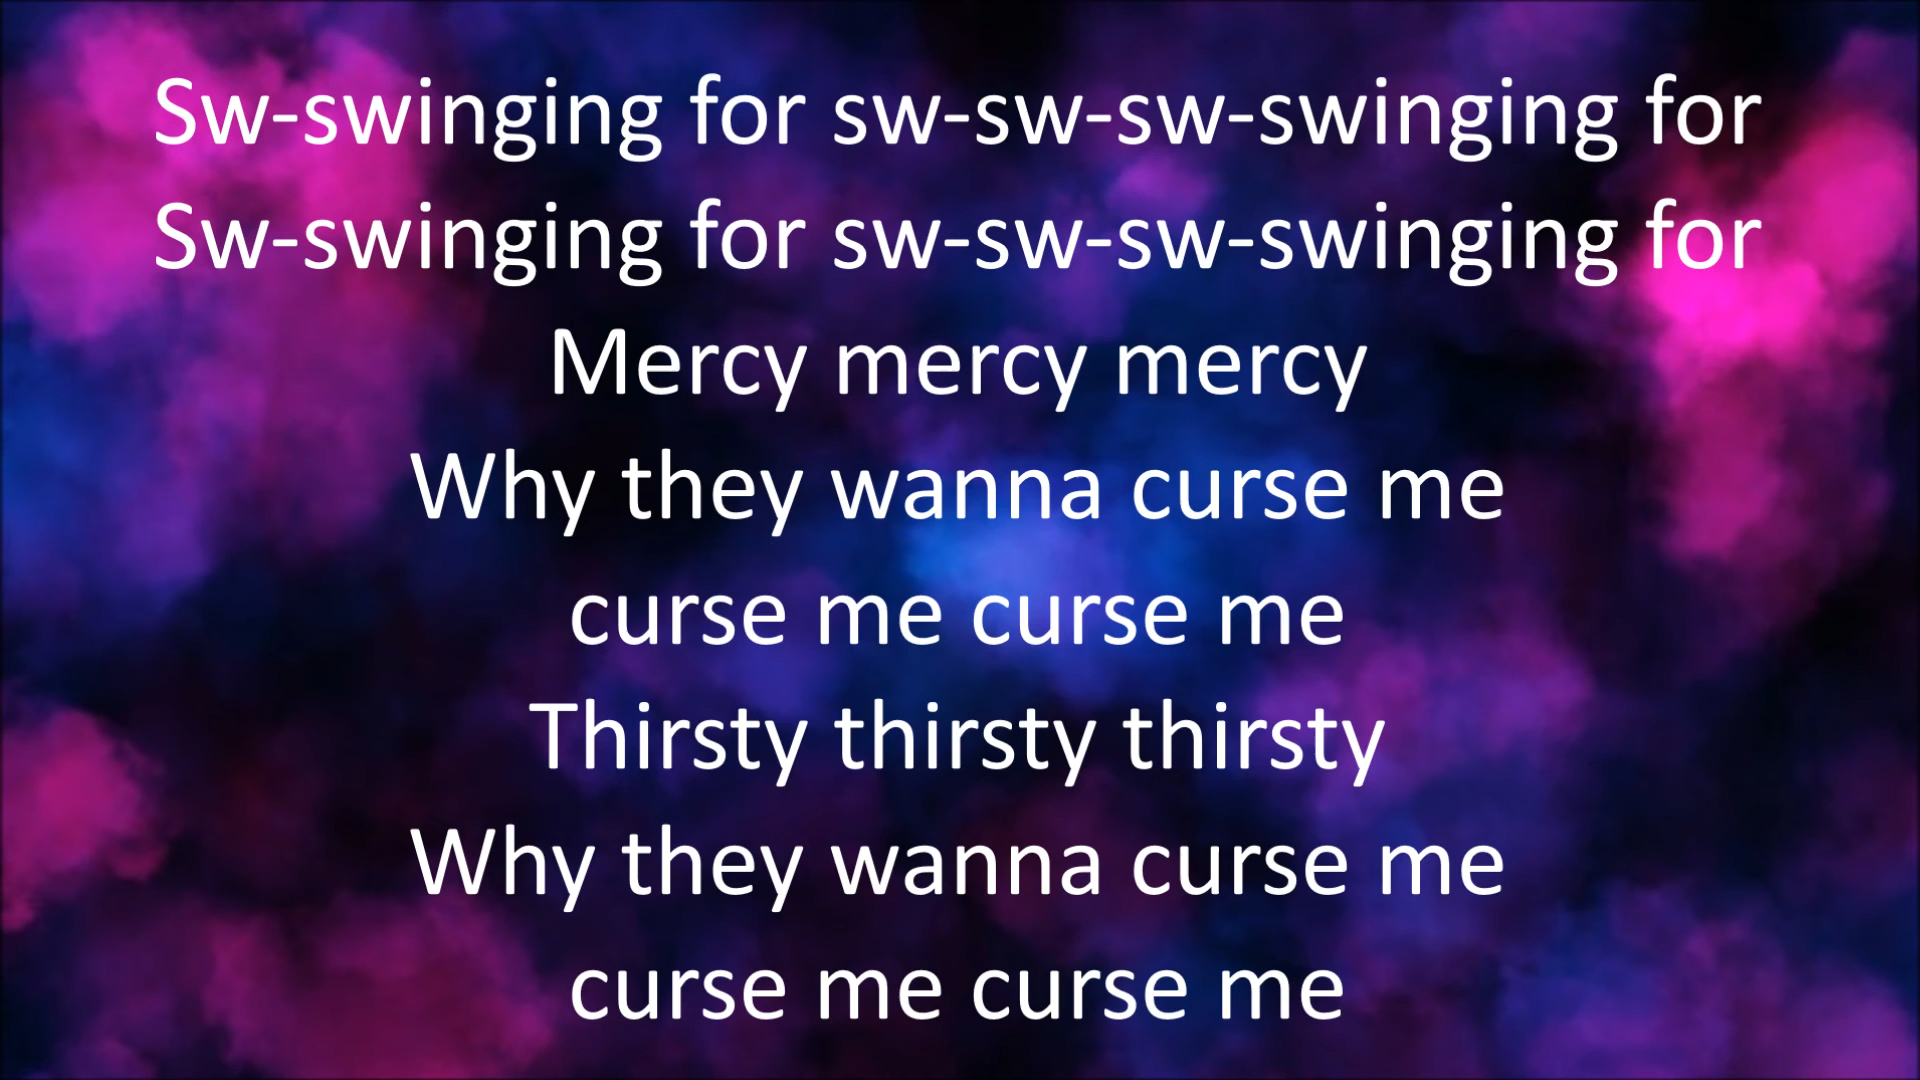 Sw-swinging for sw-sw-sw-swinging for
Sw-swinging for sw-sw-sw-swinging for
Mercy mercy mercy
Why they wanna curse me
curse me curse me
Thirsty thirsty thirsty
Why they wanna curse me
curse me curse me